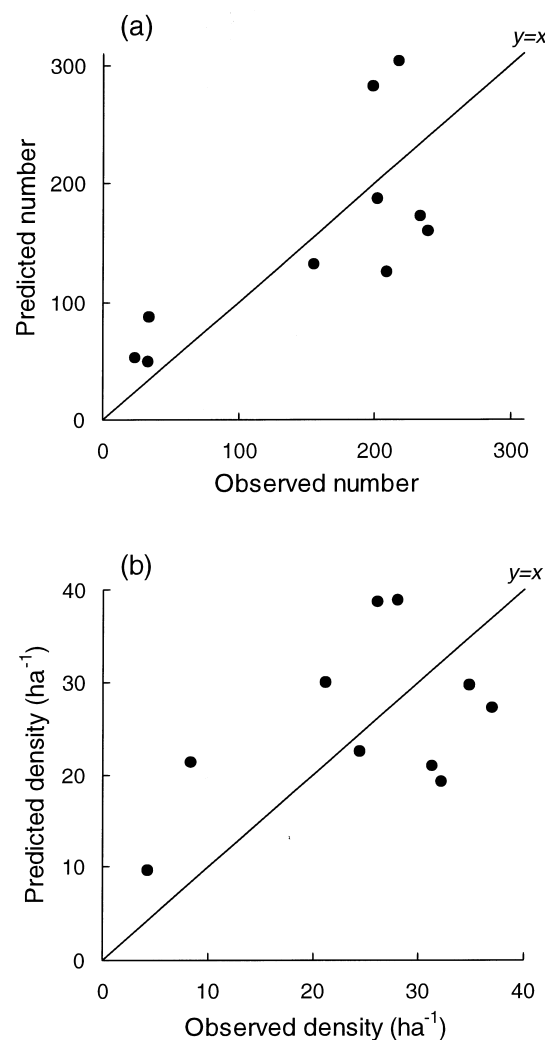 (a)
y=x
300
200
100
0
0 100 200 300
Predicted number
Observed number
(b)
y=x
40
30
20
10
0
0 10 20 30 40
Predicted density (ha⁻¹)
Observed density (ha⁻¹)